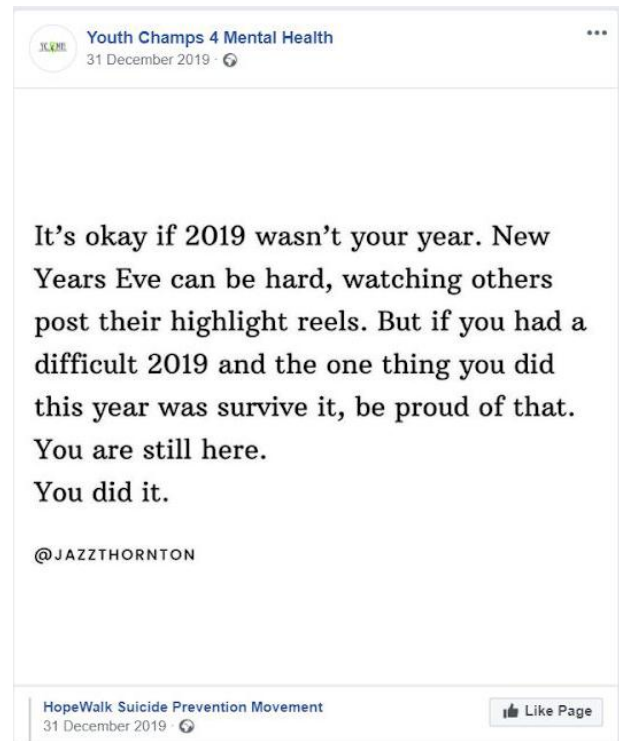 Youth Champs 4 Mental Health
31 December 2019 ·
It's okay if 2019 wasn't your year. New
Years Eve can be hard, watching others
post their highlight reels. But if you had a
difficult 2019 and the one thing you did
this year was survive it, be proud of that.
You are still here.
You did it.
@JAZZTHORNTON
HopeWalk Suicide Prevention Movement
31 December 2019 ·
Like Page